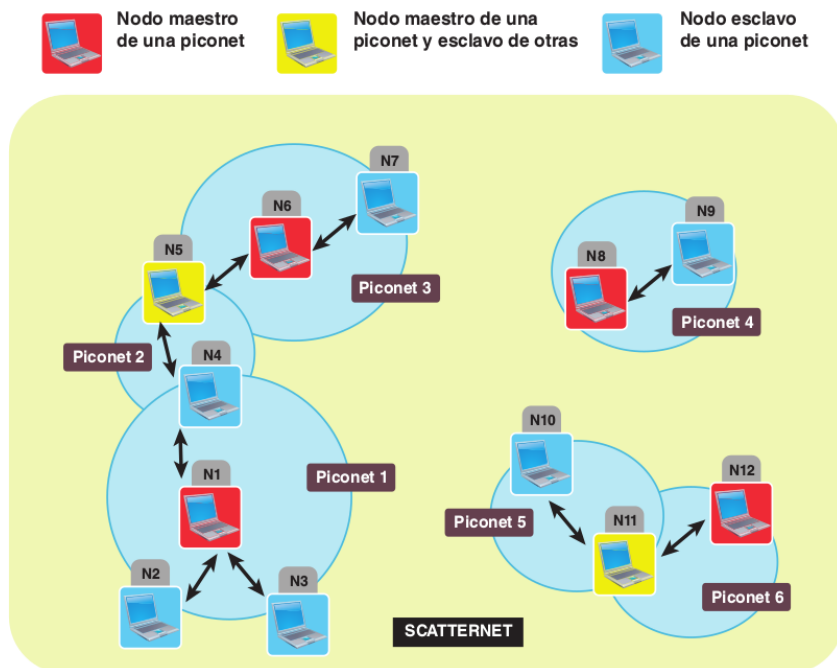 Nodo maestro
de una piconet
Nodo maestro de una
piconet y esclavo de otras
Nodo esclavo
de una piconet
N7
N6
N5
Piconet 3
N9
N8
Piconet 4
Piconet 2
N4
N1
Piconet 1
N2
N3
N10
N12
Piconet 5
N11
Piconet 6
SCATTERNET